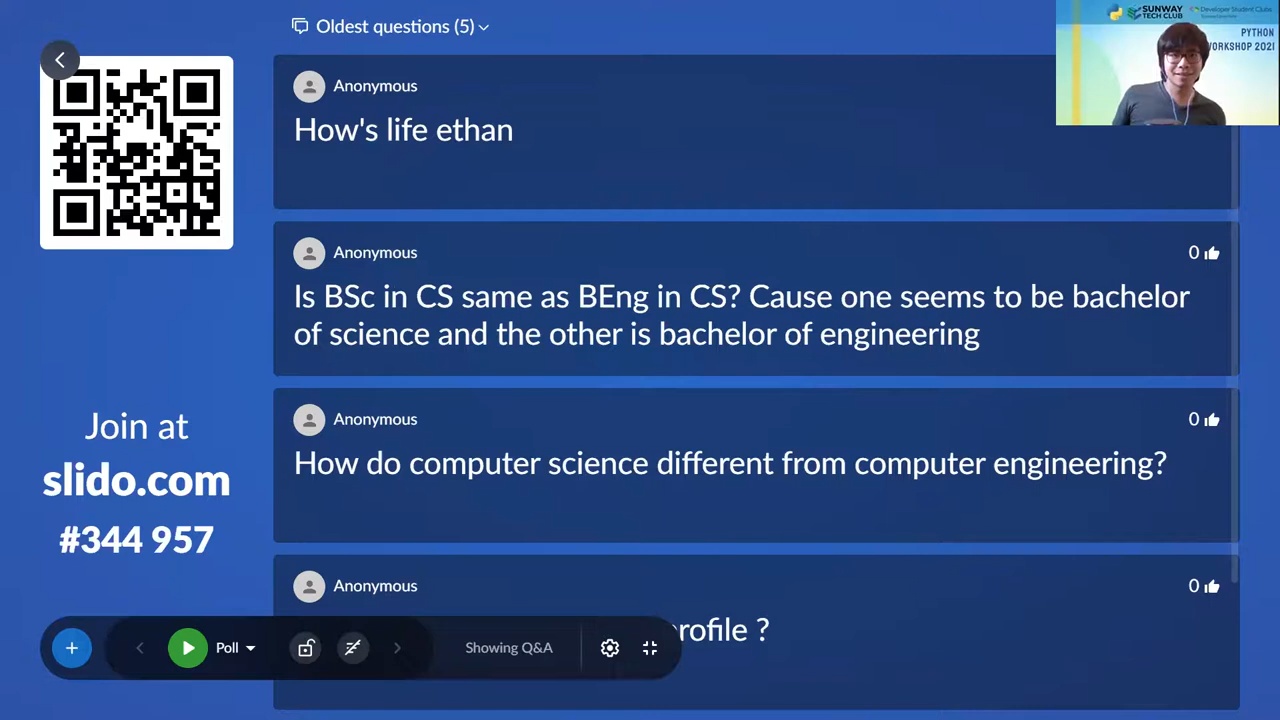 Oldest questions (5)
SUNWAY
TECH CLUB
Developer Student Clubs
PYTHON
WORKSHOP 2021
Anonymous
How's life ethan
Anonymous
0
Is BSc in CS same as BEng in CS? Cause one seems to be bachelor
of science and the other is bachelor of engineering
Anonymous
0
How do computer science different from computer engineering?
Anonymous
0
rofile ?
Join at
slido.com
#344 957
Poll
Showing Q&A